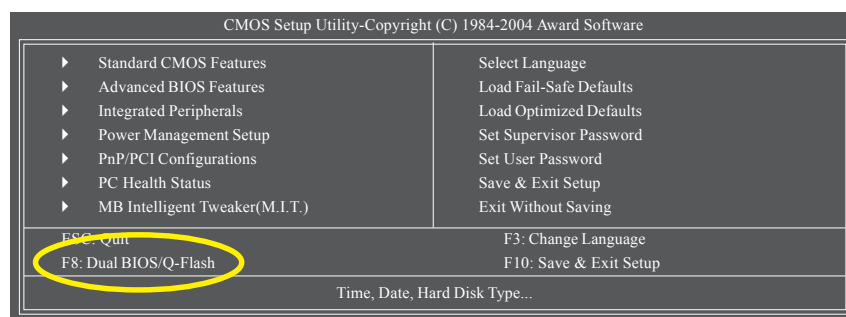 CMOS Setup Utility-Copyright (C) 1984-2004 Award Software
Standard CMOS Features
Advanced BIOS Features
Integrated Peripherals
Power Management Setup
PnP/PCI Configurations
PC Health Status
MB Intelligent Tweaker(M.I.T.)
Select Language
Load Fail-Safe Defaults
Load Optimized Defaults
Set Supervisor Password
Set User Password
Save & Exit Setup
Exit Without Saving
ESC: Quit
F3: Change Language
F8: Dual BIOS/Q-Flash
F10: Save & Exit Setup
Time, Date, Hard Disk Type...